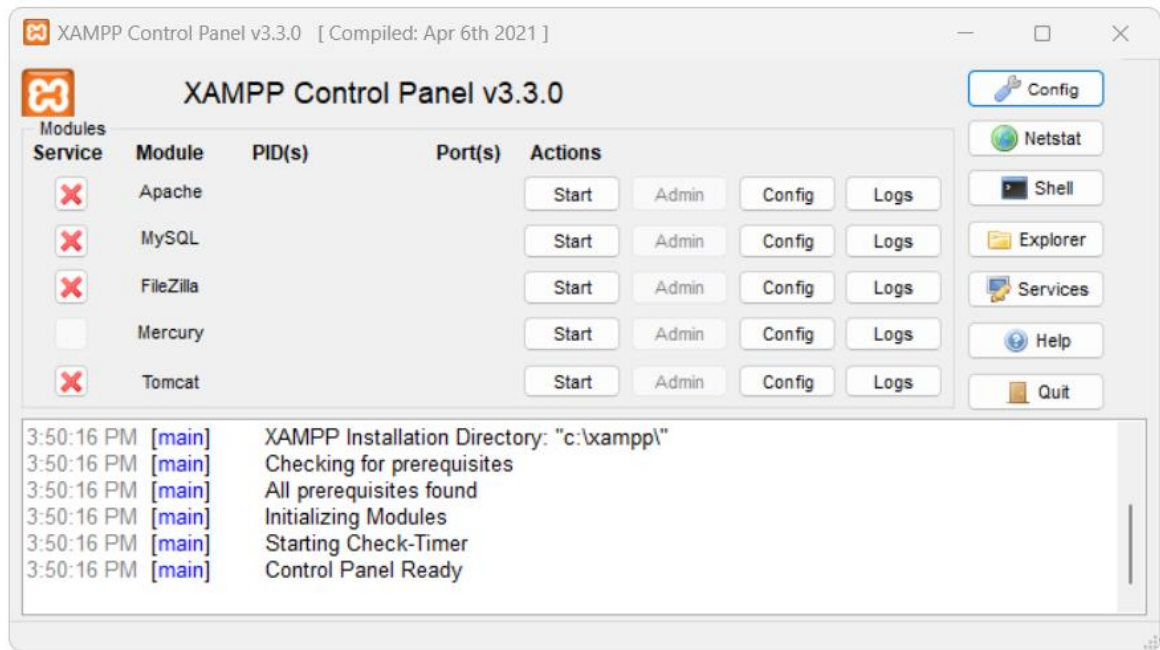 XAMPP Control Panel v3.3.0 [ Compiled: Apr 6th 2021 ]
XAMPP Control Panel v3.3.0
Config
Modules
Service Module PID(s) Port(s) Actions
Netstat
Apache Start Admin Config Logs
Shell
MySQL Start Admin Config Logs
Explorer
FileZilla Start Admin Config Logs
Services
Mercury Start Admin Config Logs
Help
Tomcat Start Admin Config Logs
Quit
3:50:16 PM [main] XAMPP Installation Directory: "c:\xampp\"
3:50:16 PM [main] Checking for prerequisites
3:50:16 PM [main] All prerequisites found
3:50:16 PM [main] Initializing Modules
3:50:16 PM [main] Starting Check-Timer
3:50:16 PM [main] Control Panel Ready